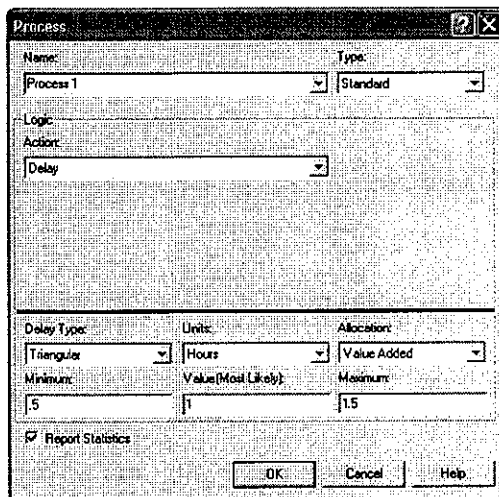 Process
Name: Type:
Process 1 Standard
Logic
Action:
Delay
Delay Type: Units: Allocation:
Triangular Hours Value Added
Minimum: Value(Most Likely): Maximum:
.5 1 1.5
Report Statistics
OK Cancel Help